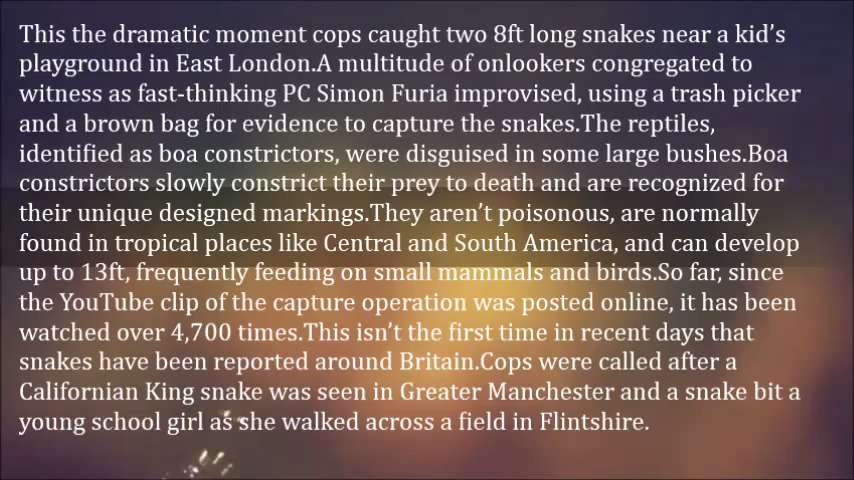 This the dramatic moment cops caught two 8ft long snakes near a kid’s
playground in East London.A multitude of onlookers congregated to
witness as fast-thinking PC Simon Furia improvised, using a trash picker
and a brown bag for evidence to capture the snakes.The reptiles,
identified as boa constrictors, were disguised in some large bushes.Boa
constrictors slowly constrict their prey to death and are recognized for
their unique designed markings.They aren’t poisonous, are normally
found in tropical places like Central and South America, and can develop
up to 13ft, frequently feeding on small mammals and birds.So far, since
the YouTube clip of the capture operation was posted online, it has been
watched over 4,700 times.This isn’t the first time in recent days that
snakes have been reported around Britain.Cops were called after a
Californian King snake was seen in Greater Manchester and a snake bit a
young school girl as she walked across a field in Flintshire.